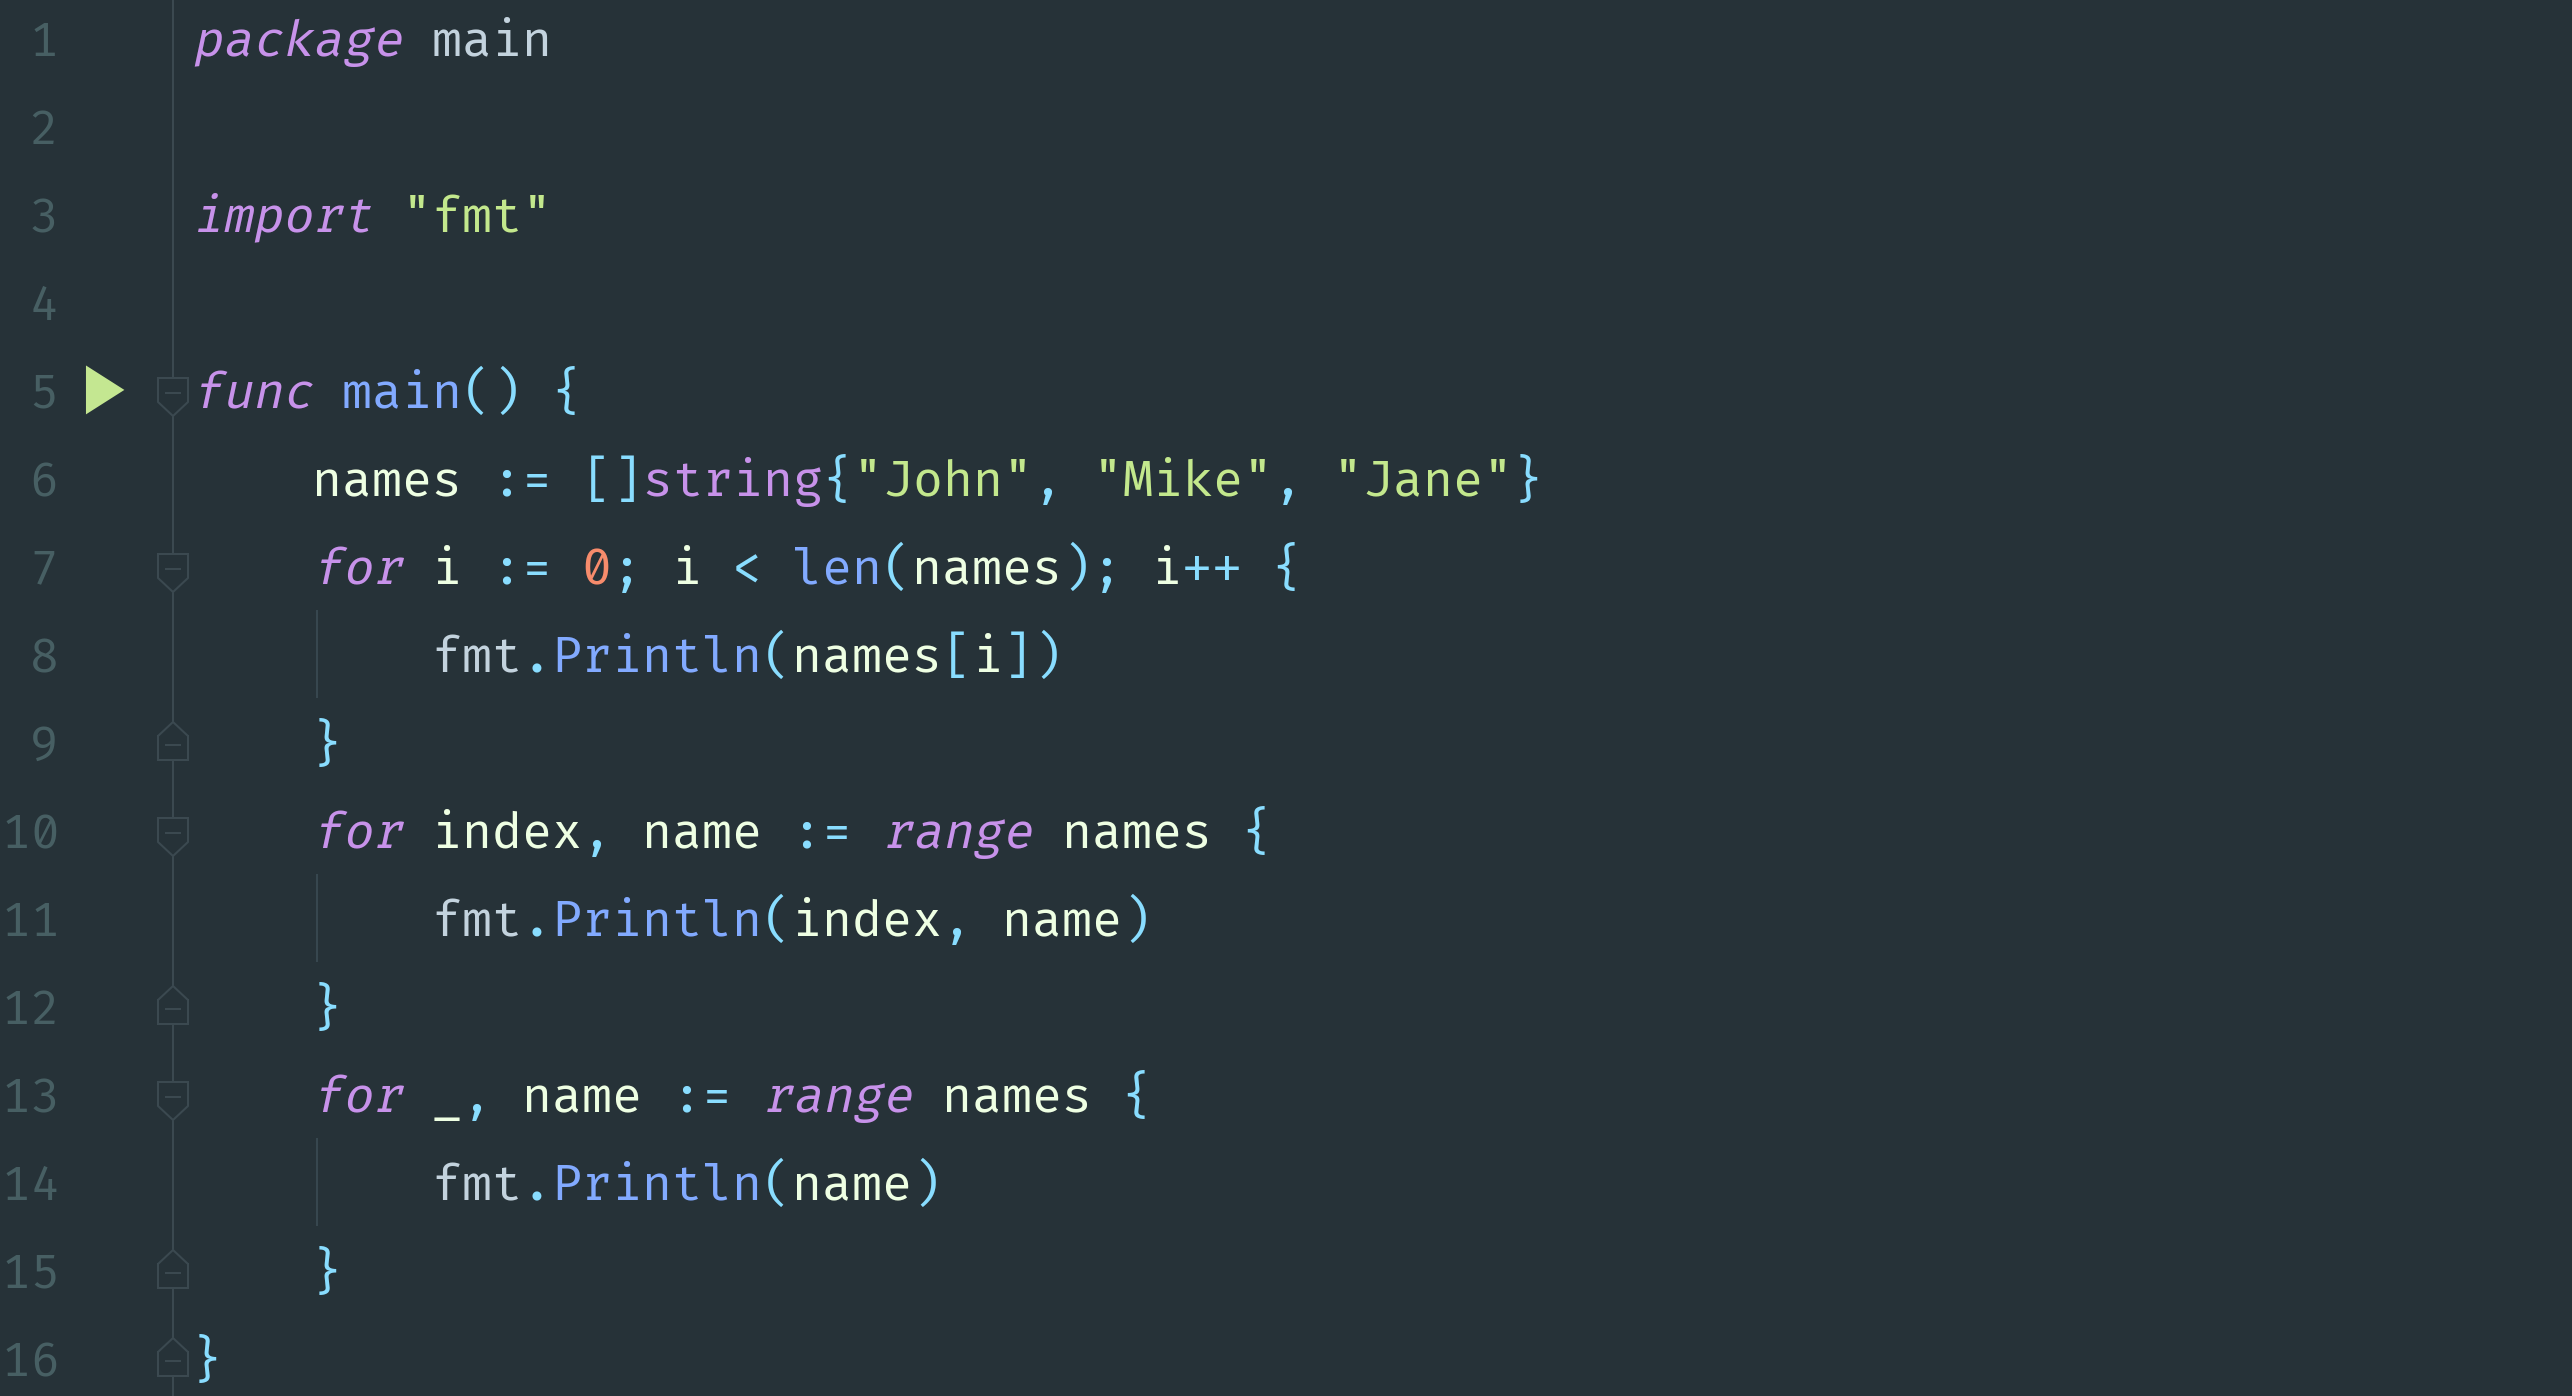 1 package main
2
3 import "fmt"
4
5 func main() {
6     names := []string{"John", "Mike", "Jane"}
7     for i := 0; i < len(names); i++ {
8         fmt.Println(names[i])
9     }
10     for index, name := range names {
11         fmt.Println(index, name)
12     }
13     for _, name := range names {
14         fmt.Println(name)
15     }
16 }